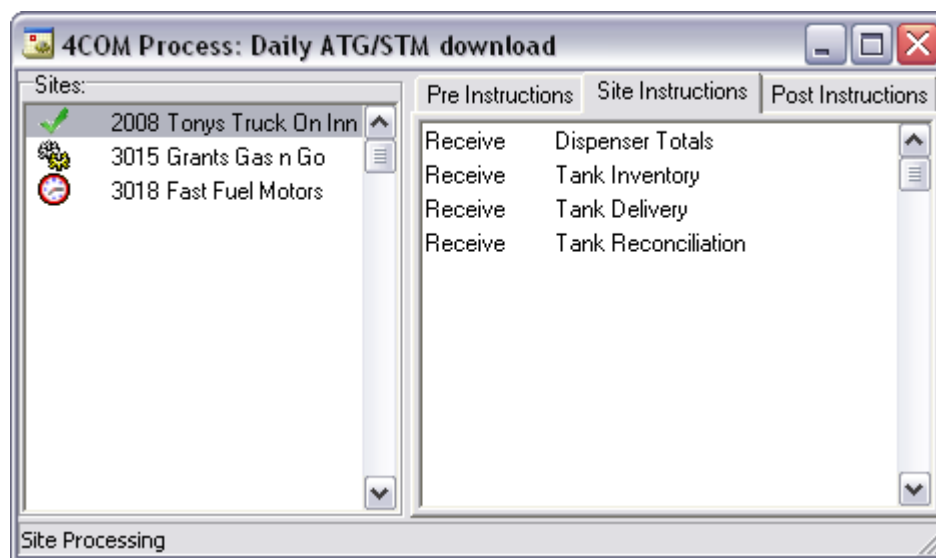 4COM Process: Daily ATG/STM download
Sites:
2008 Tonys Truck On Inn
3015 Grants Gas n Go
3018 Fast Fuel Motors
Pre Instructions Site Instructions Post Instructions
Receive Dispenser Totals
Receive Tank Inventory
Receive Tank Delivery
Receive Tank Reconciliation
Site Processing